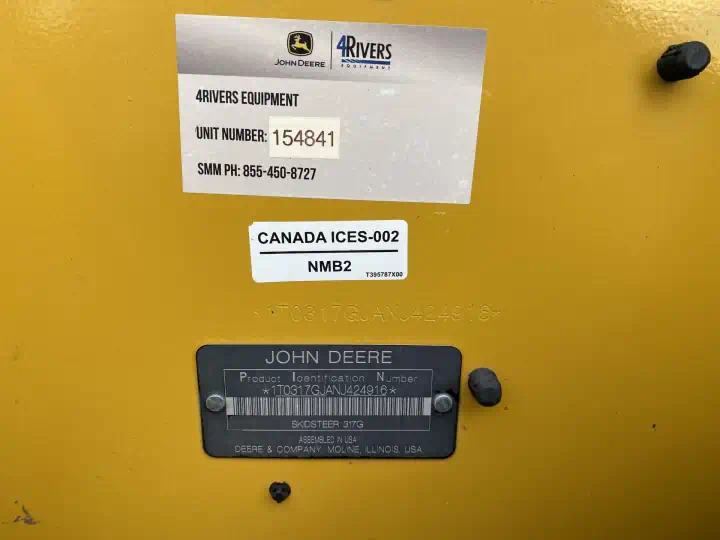 JOHN DEERE
4RIVERS
EQUIPMENT
4RIVERS EQUIPMENT
UNIT NUMBER: 154841
SMM PH: 855-450-8727
CANADA ICES-002
NMB2
T395787X00
*1T0317GJANJ424916*
JOHN DEERE
Product Identification Number
*1T0317GJANJ424916*
SKIDSTEER 317G
ASSEMBLED IN USA
DEERE & COMPANY, MOLINE, ILLINOIS, USA